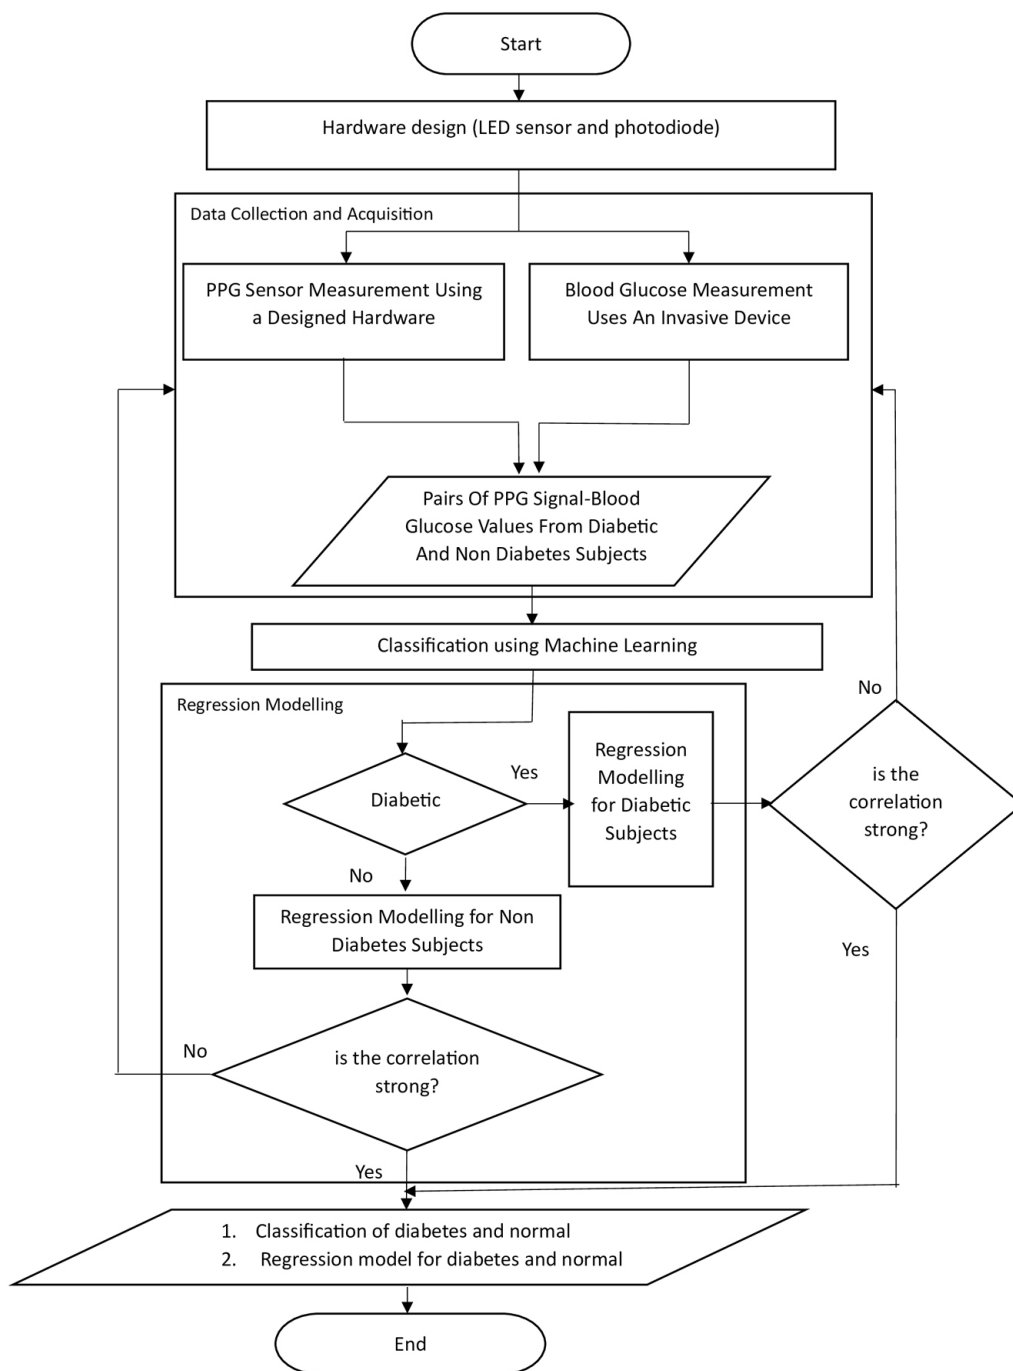 Start
Hardware design (LED sensor and photodiode)
Data Collection and Acquisition
PPG Sensor Measurement Using
a Designed Hardware
Blood Glucose Measurement
Uses An Invasive Device
Pairs Of PPG Signal-Blood
Glucose Values From Diabetic
And Non Diabetes Subjects
Classification using Machine Learning
Regression Modelling
Diabetic
Yes
Regression
Modelling
for Diabetic
Subjects
No
is the
correlation
strong?
Yes
No
Regression Modelling for Non
Diabetes Subjects
No
is the correlation
strong?
Yes
1. Classification of diabetes and normal
2. Regression model for diabetes and normal
End